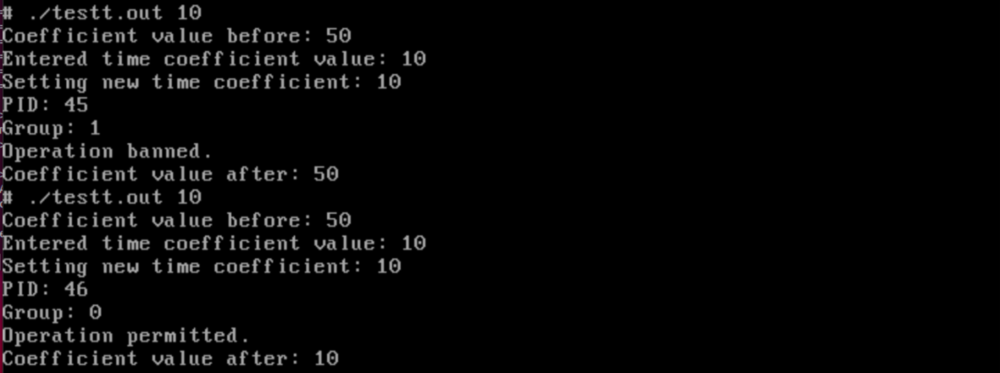 # ./testt.out 10
Coefficient value before: 50
Entered time coefficient value: 10
Setting new time coefficient: 10
PID: 45
Group: 1
Operation banned.
Coefficient value after: 50
# ./testt.out 10
Coefficient value before: 50
Entered time coefficient value: 10
Setting new time coefficient: 10
PID: 46
Group: 0
Operation permitted.
Coefficient value after: 10